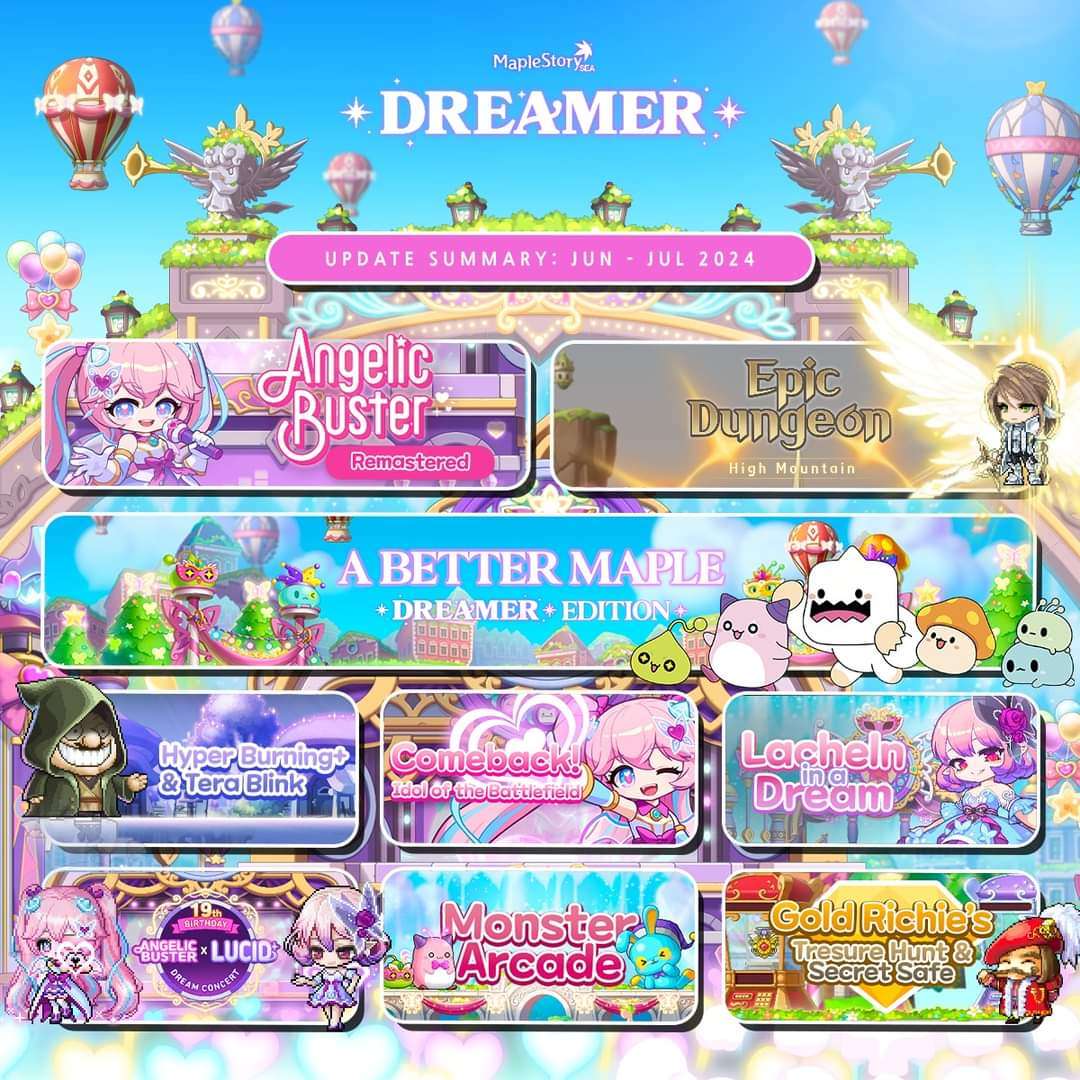 MapleStory SEA
DREAMER
UPDATE SUMMARY: JUN - JUL 2024
Angelic
Buster
Remastered
Epic
Dungeon
High Mountain
A BETTER MAPLE
DREAMER EDITION
Hyper Burning+
& Tera Blink
Comeback!
Idol of the Battlefield
Lacheln
in a
Dream
19th
BIRTHDAY
ANGELIC
BUSTER x LUCID
DREAM CONCERT
Monster
Arcade
Gold Richie's
Tresure Hunt &
Secret Safe